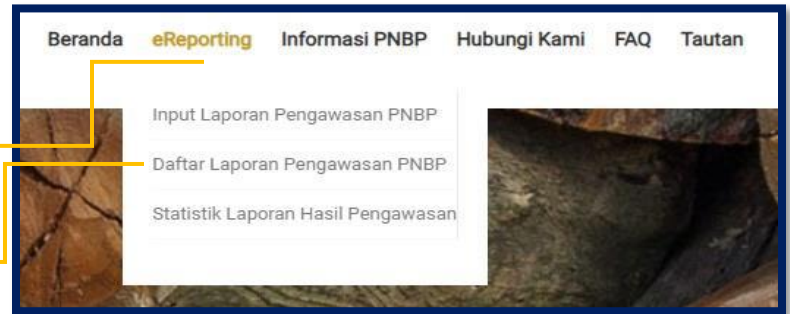 Beranda eReporting Informasi PNBP Hubungi Kami FAQ Tautan
Input Laporan Pengawasan PNBP
Daftar Laporan Pengawasan PNBP
Statistik Laporan Hasil Pengawasan